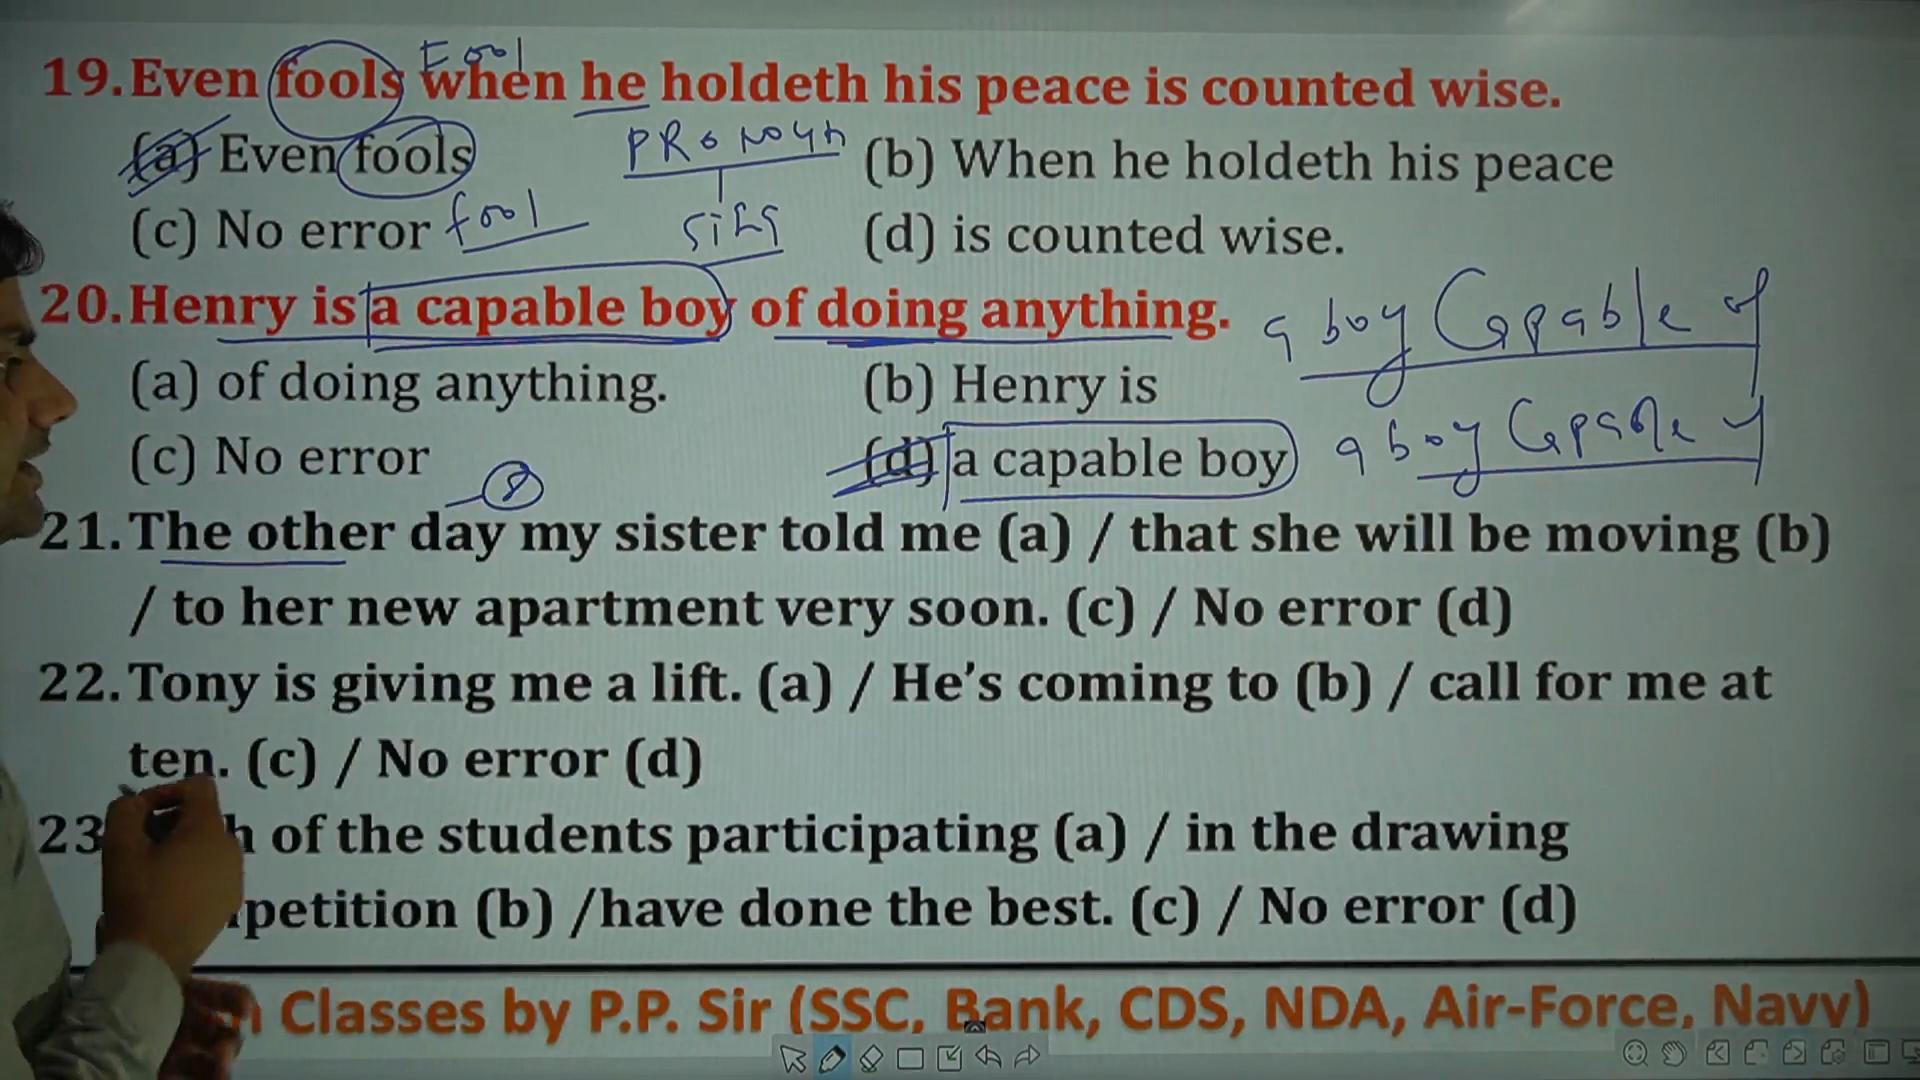 Fool
19. Even fools when he holdeth his peace is counted wise.
(a) Even fools PRONOUN (b) When he holdeth his peace
(c) No error fool (d) is counted wise.
20. Henry is a capable boy of doing anything. a boy Capable of
(a) of doing anything. (b) Henry is
(c) No error (d) a capable boy a boy Capable of
21. The other day my sister told me (a) / that she will be moving (b)
/ to her new apartment very soon. (c) / No error (d)
22. Tony is giving me a lift. (a) / He's coming to (b) / call for me at
ten. (c) / No error (d)
23 of the students participating (a) / in the drawing
petition (b) /have done the best. (c) / No error (d)
Classes by P.P. Sir (SSC, Bank, CDS, NDA, Air-Force, Navy)